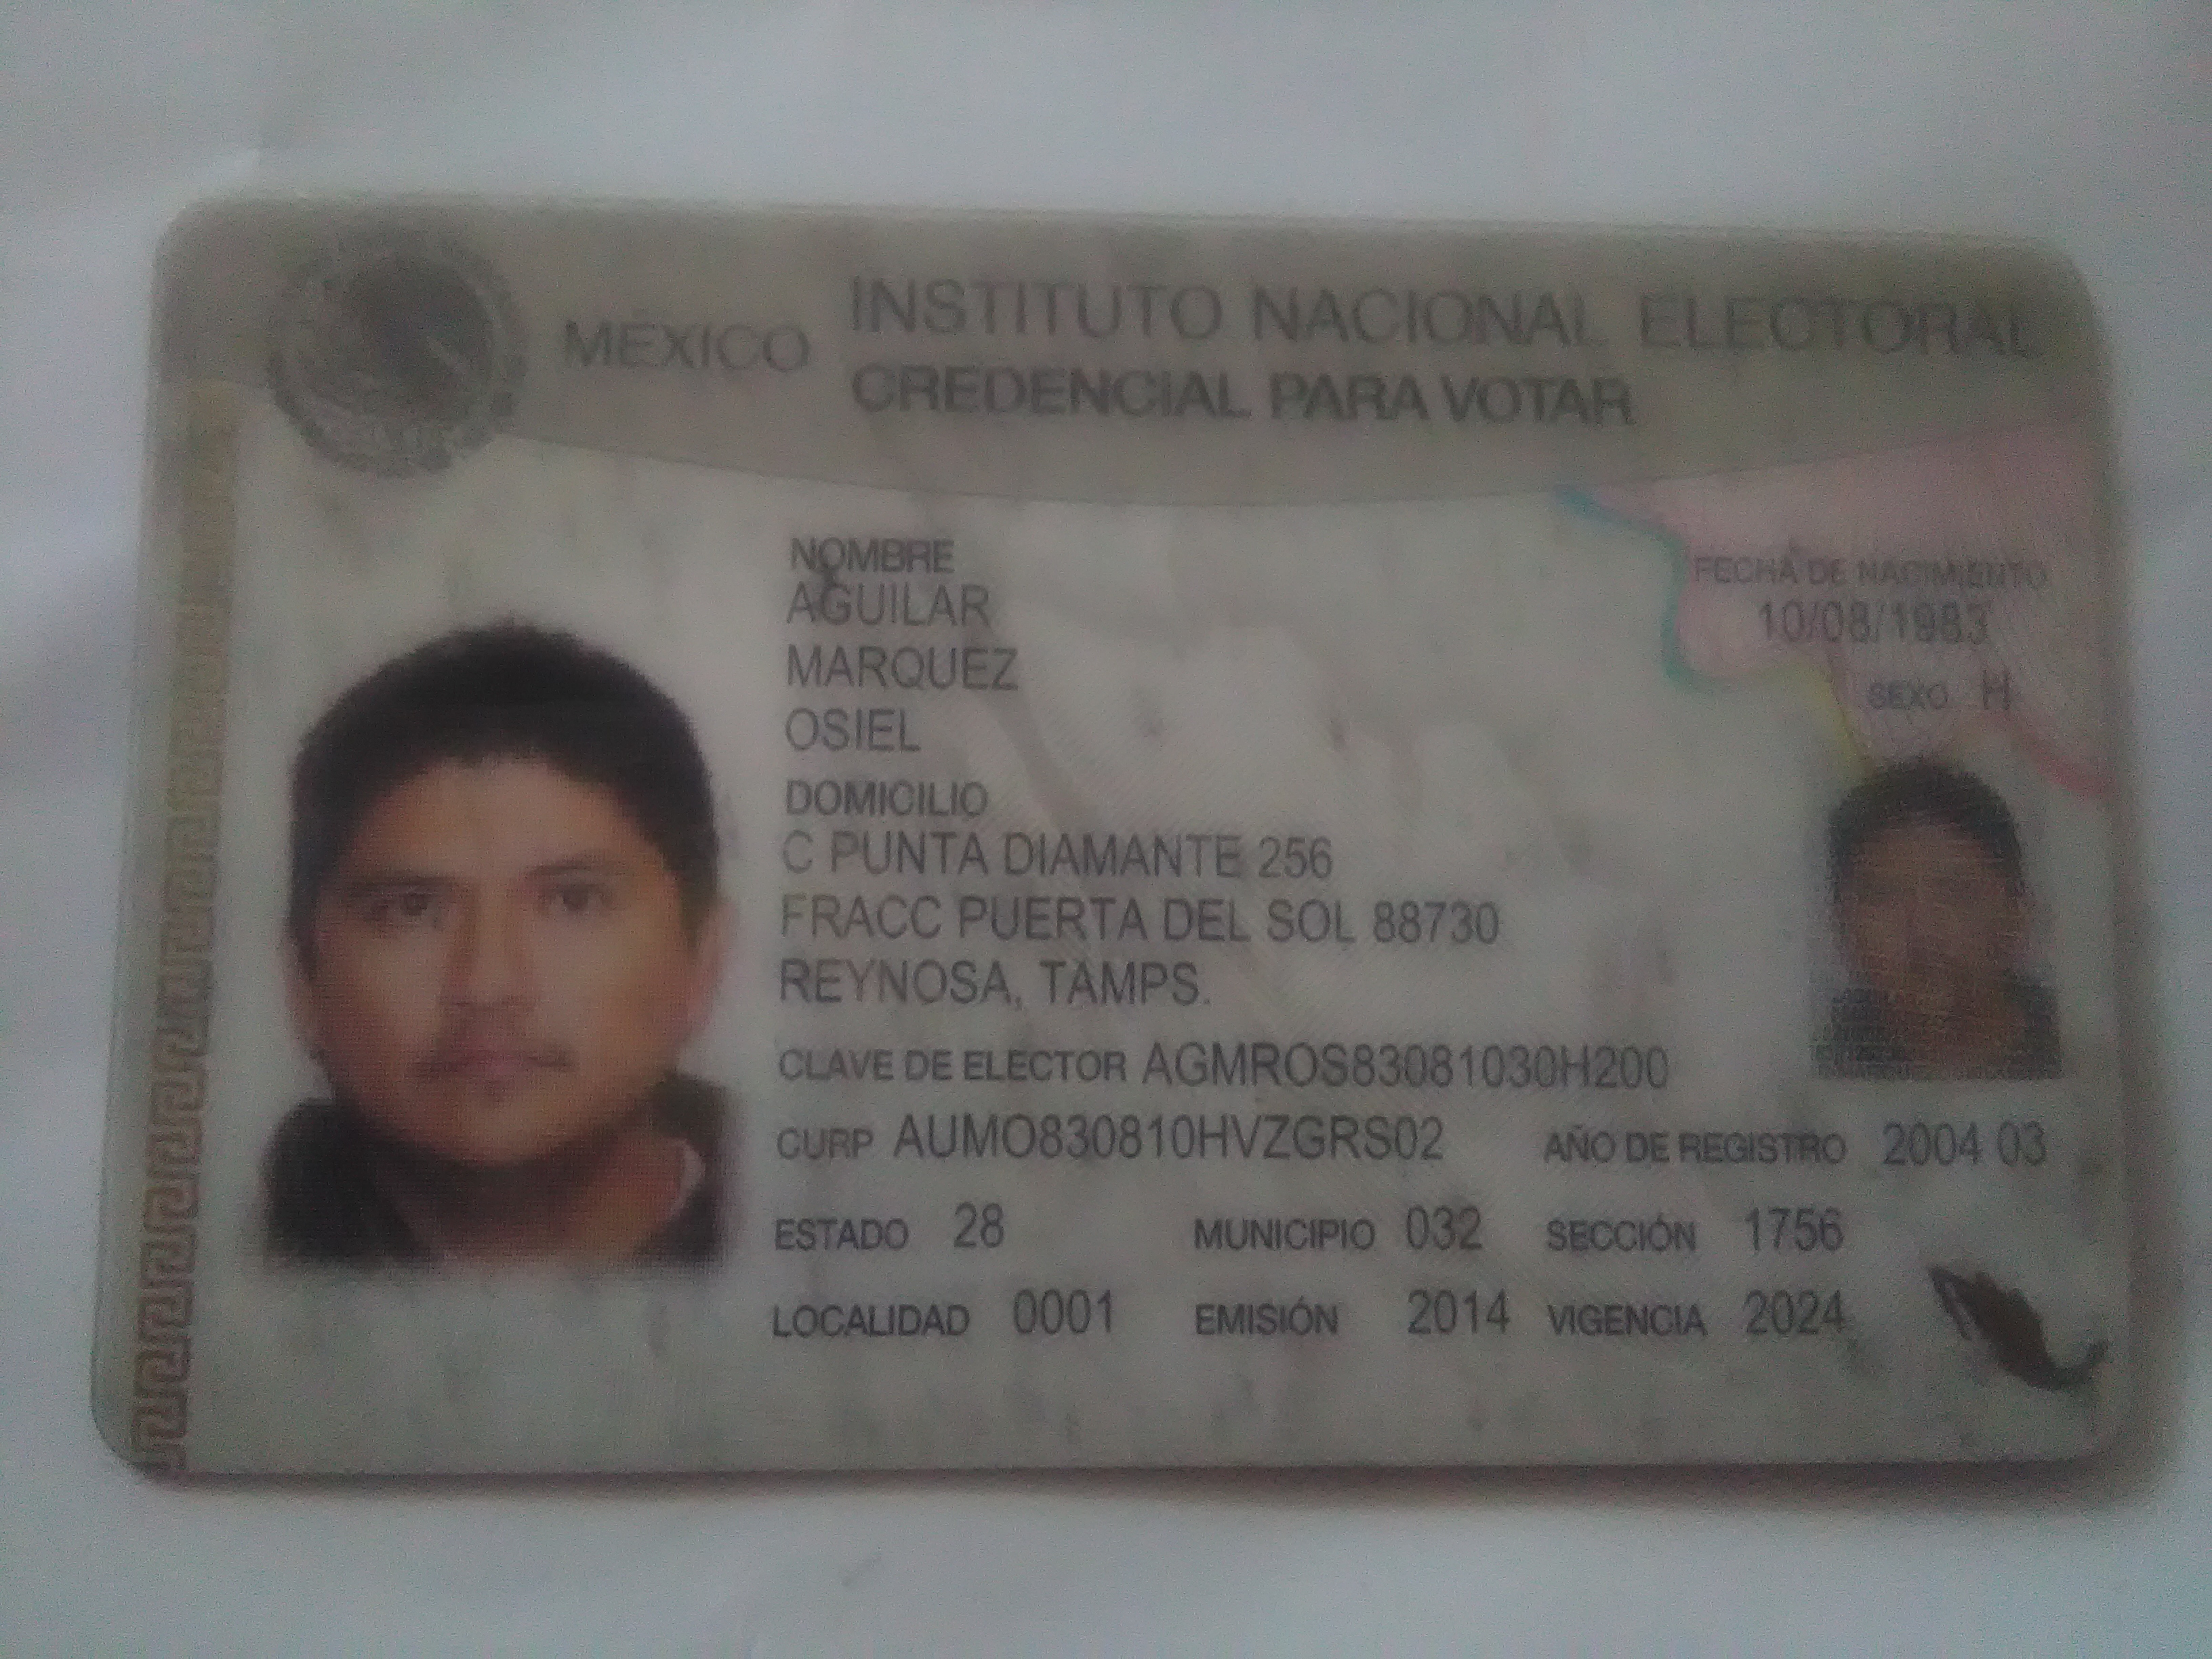 MÉXICO INSTITUTO NACIONAL ELECTORAL
CREDENCIAL PARA VOTAR
NOMBRE
AGUILAR
MARQUEZ
OSIEL
FECHA DE NACIMIENTO
10/08/1983
SEXO H
DOMICILIO
C PUNTA DIAMANTE 256
FRACC PUERTA DEL SOL 88730
REYNOSA, TAMPS.
CLAVE DE ELECTOR AGMROS83081030H200
CURP AUMO830810HVZGRS02 AÑO DE REGISTRO 2004 03
ESTADO 28 MUNICIPIO 032 SECCIÓN 1756
LOCALIDAD 0001 EMISIÓN 2014 VIGENCIA 2024